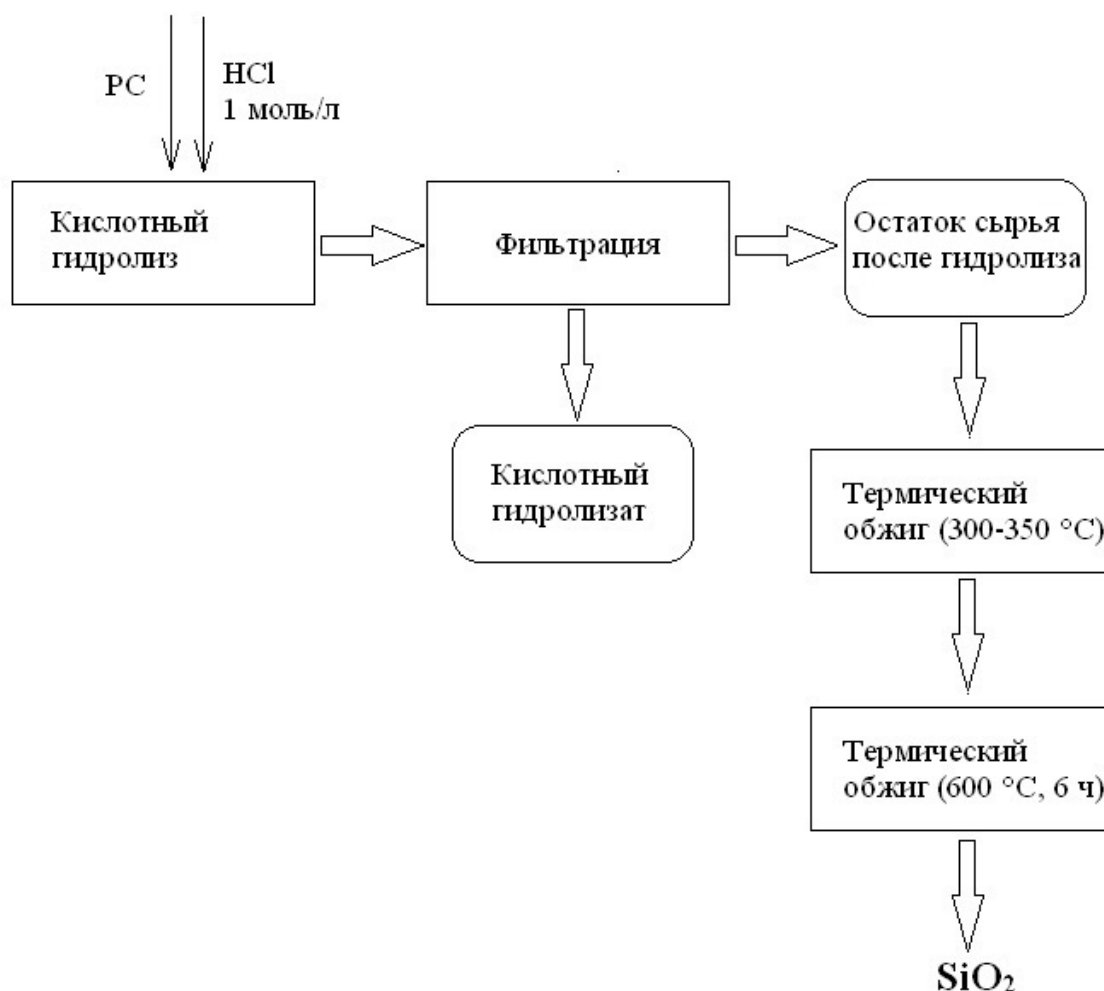 РС
HCl
1 моль/л
Кислотный
гидролиз
Фильтрация
Остаток сырья
после гидролиза
Кислотный
гидролизат
Термический
обжиг (300-350 °C)
Термический
обжиг (600 °C, 6 ч)
SiO₂